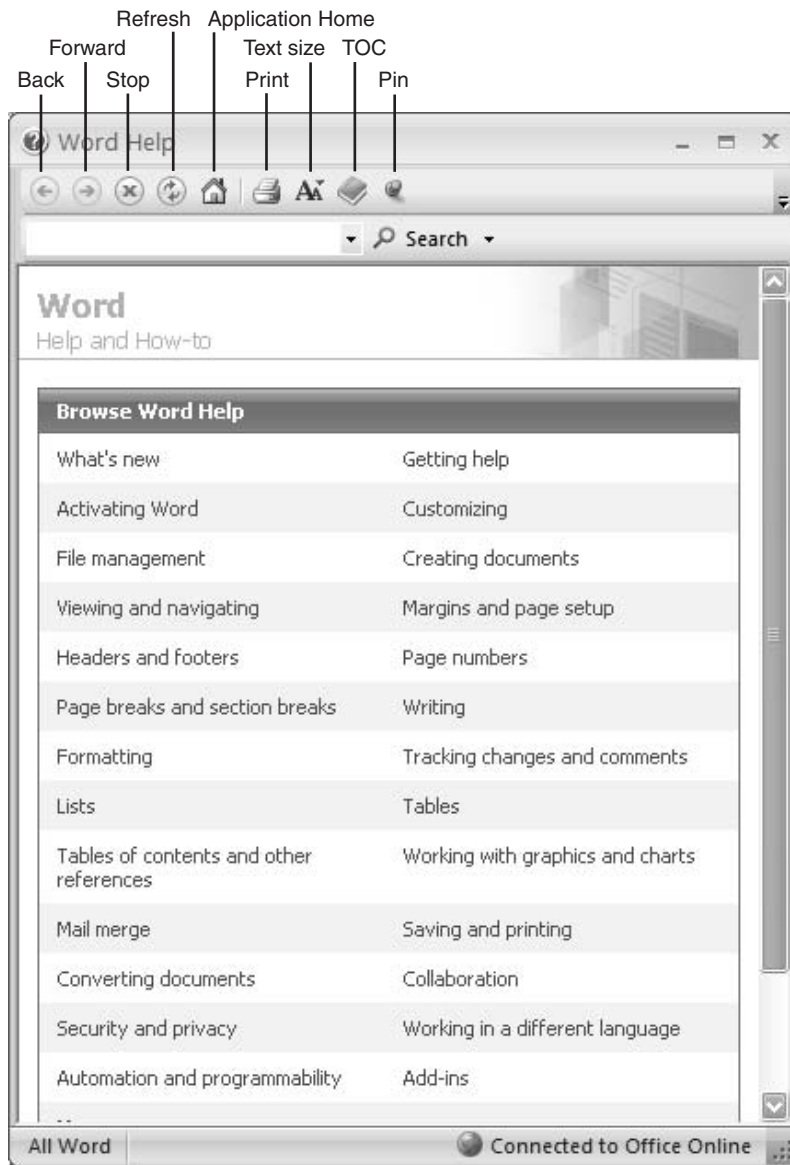 Refresh Application Home
Forward Text size TOC
Back Stop Print Pin
Word Help
Search
Word
Help and How-to
Browse Word Help
What's new Getting help
Activating Word Customizing
File management Creating documents
Viewing and navigating Margins and page setup
Headers and footers Page numbers
Page breaks and section breaks Writing
Formatting Tracking changes and comments
Lists Tables
Tables of contents and other Working with graphics and charts
references
Mail merge Saving and printing
Converting documents Collaboration
Security and privacy Working in a different language
Automation and programmability Add-ins
All Word Connected to Office Online